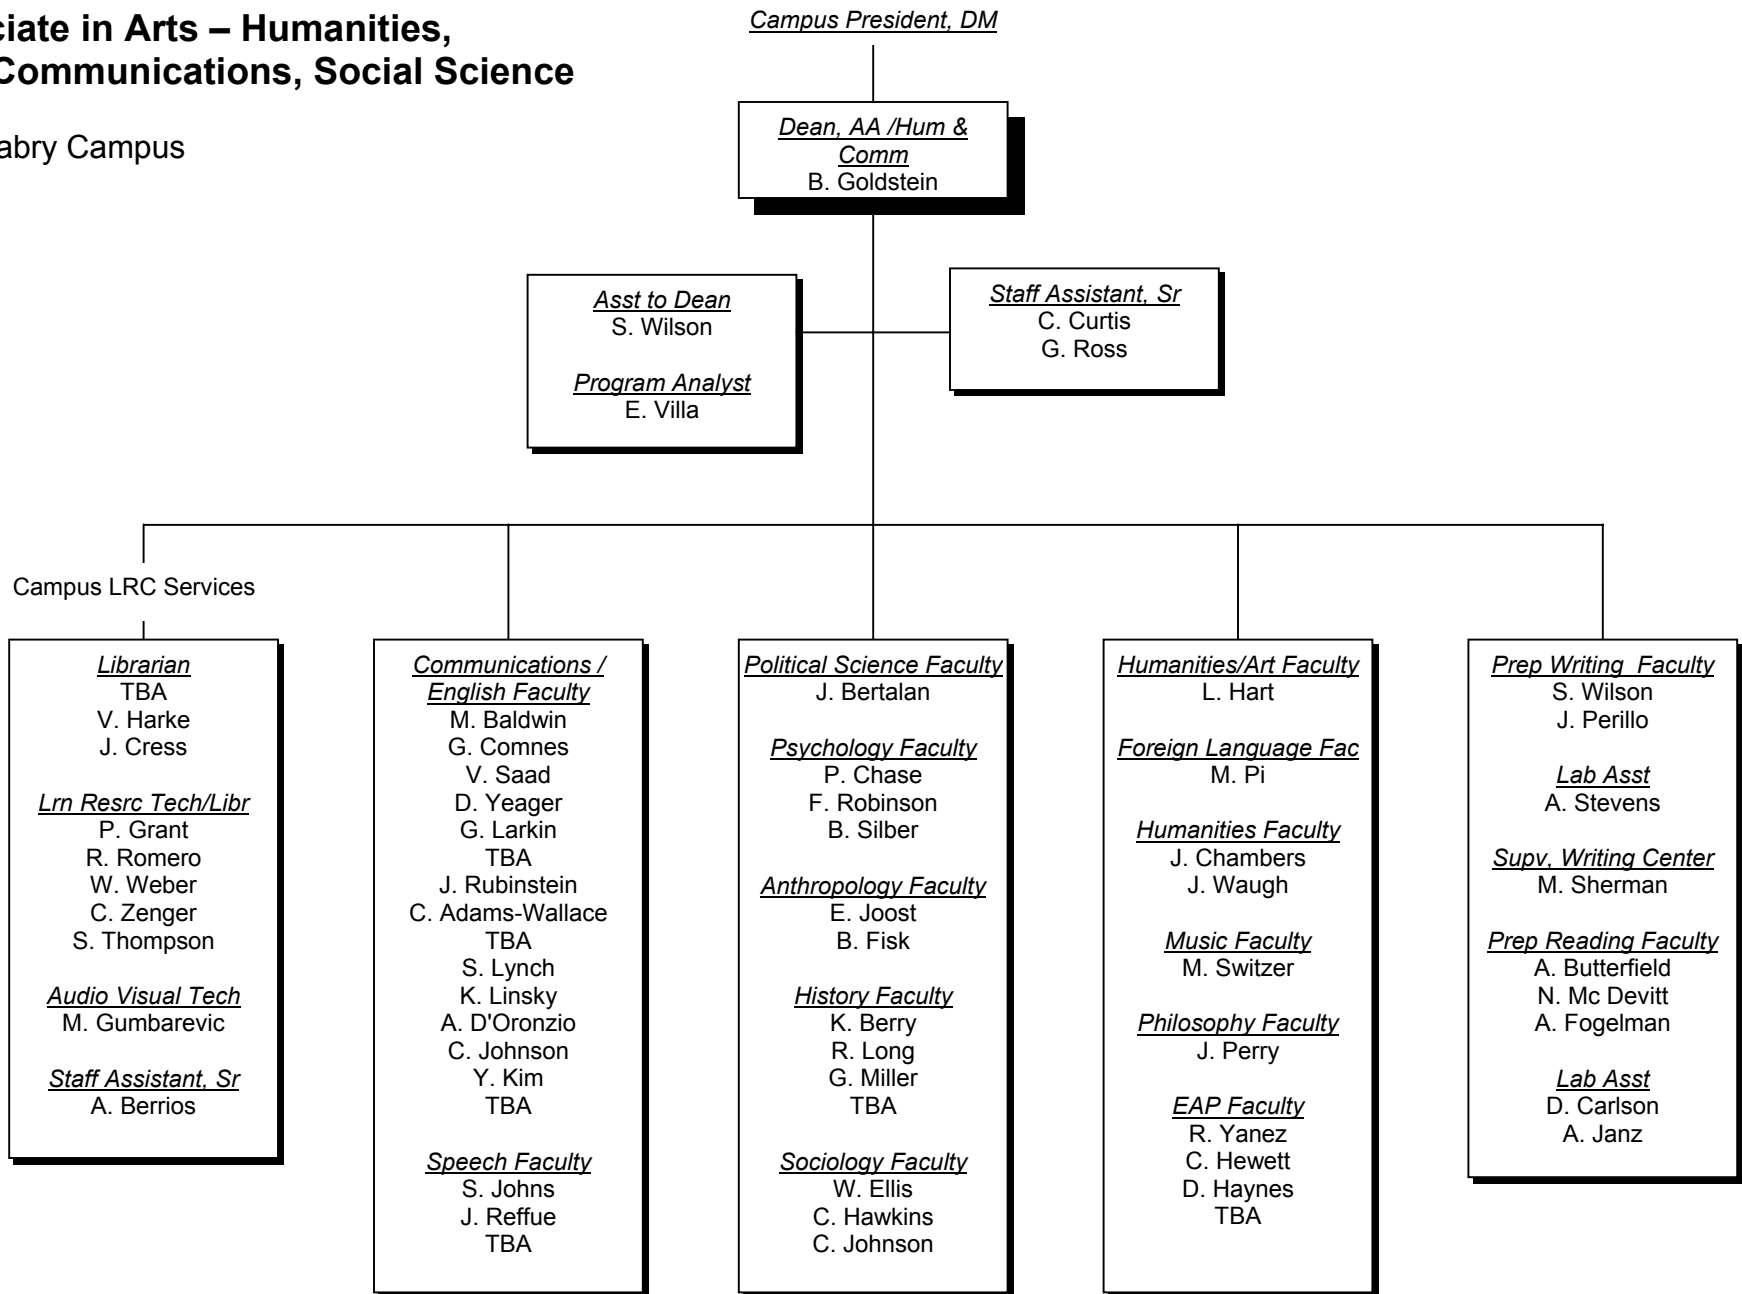 ciate in Arts – Humanities,
Communications, Social Science
abry Campus
Campus President, DM
Dean, AA /Hum &
Comm
B. Goldstein
Asst to Dean
S. Wilson
Program Analyst
E. Villa
Staff Assistant, Sr
C. Curtis
G. Ross
Campus LRC Services
Librarian
TBA
V. Harke
J. Cress
Lrn Resrc Tech/Libr
P. Grant
R. Romero
W. Weber
C. Zenger
S. Thompson
Audio Visual Tech
M. Gumbarevic
Staff Assistant, Sr
A. Berrios
Communications /
English Faculty
M. Baldwin
G. Comnes
V. Saad
D. Yeager
G. Larkin
TBA
J. Rubinstein
C. Adams-Wallace
TBA
S. Lynch
K. Linsky
A. D'Oronzio
C. Johnson
Y. Kim
TBA
Speech Faculty
S. Johns
J. Reffue
TBA
Political Science Faculty
J. Bertalan
Psychology Faculty
P. Chase
F. Robinson
B. Silber
Anthropology Faculty
E. Joost
B. Fisk
History Faculty
K. Berry
R. Long
G. Miller
TBA
Sociology Faculty
W. Ellis
C. Hawkins
C. Johnson
Humanities/Art Faculty
L. Hart
Foreign Language Fac
M. Pi
Humanities Faculty
J. Chambers
J. Waugh
Music Faculty
M. Switzer
Philosophy Faculty
J. Perry
EAP Faculty
R. Yanez
C. Hewett
D. Haynes
TBA
Prep Writing  Faculty
S. Wilson
J. Perillo
Lab Asst
A. Stevens
Supv, Writing Center
M. Sherman
Prep Reading Faculty
A. Butterfield
N. Mc Devitt
A. Fogelman
Lab Asst
D. Carlson
A. Janz